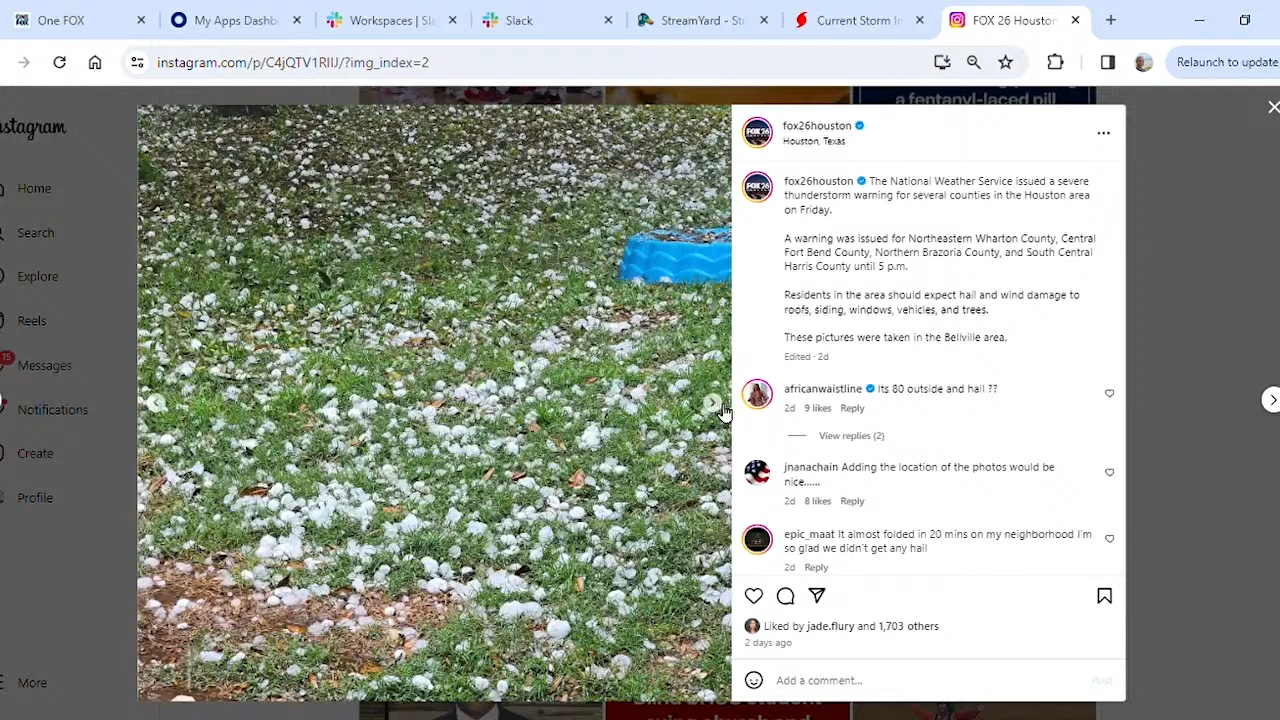 One FOX
My Apps Dashb
Workspaces | Sla
Slack
StreamYard - St
Current Storm In
FOX 26 Houston
instagram.com/p/C4jQTV1RIIJ/?img_index=2
Relaunch to update
a fentanyl-laced pill
nstagram
Home
Search
Explore
Reels
15
Messages
Notifications
Create
Profile
More
fox26houston
Houston, Texas
fox26houston The National Weather Service issued a severe
thunderstorm warning for several counties in the Houston area
on Friday.
A warning was issued for Northeastern Wharton County, Central
Fort Bend County, Northern Brazoria County, and South Central
Harris County until 5 p.m.
Residents in the area should expect hail and wind damage to
roofs, siding, windows, vehicles, and trees.
These pictures were taken in the Bellville area.
Edited · 2d
africanwaistline Its 80 outside and hail ??
2d 9 likes Reply
View replies (2)
jnanachain Adding the location of the photos would be
nice......
2d 8 likes Reply
epic_maat It almost folded in 20 mins on my neighborhood I'm
so glad we didn't get any hail
2d Reply
Liked by jade.flury and 1,703 others
2 days ago
Add a comment...
Post